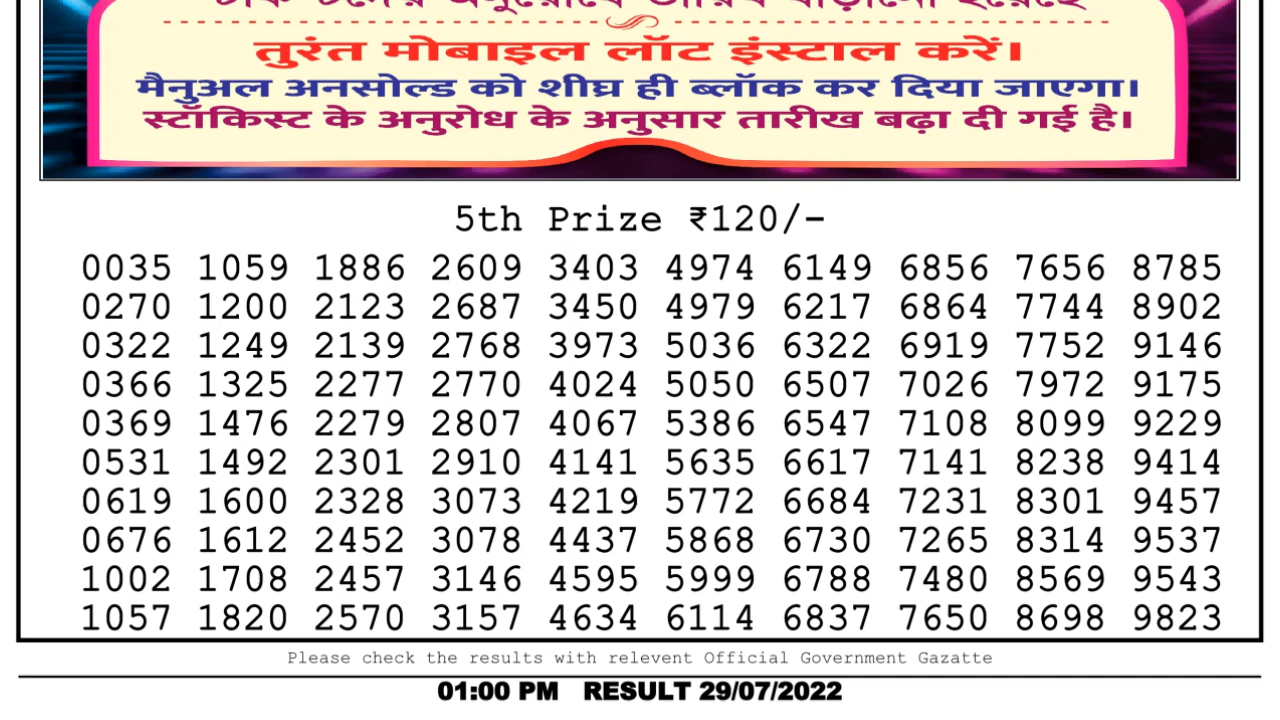 तुरंत मोबाइल लॉट इंस्टाल करें।
मैनुअल अनसोल्ड को शीघ्र ही ब्लॉक कर दिया जाएगा।
स्टॉकिस्ट के अनुरोध के अनुसार तारीख बढ़ा दी गई है।
5th Prize ₹120/-
0035 1059 1886 2609 3403 4974 6149 6856 7656 8785
0270 1200 2123 2687 3450 4979 6217 6864 7744 8902
0322 1249 2139 2768 3973 5036 6322 6919 7752 9146
0366 1325 2277 2770 4024 5050 6507 7026 7972 9175
0369 1476 2279 2807 4067 5386 6547 7108 8099 9229
0531 1492 2301 2910 4141 5635 6617 7141 8238 9414
0619 1600 2328 3073 4219 5772 6684 7231 8301 9457
0676 1612 2452 3078 4437 5868 6730 7265 8314 9537
1002 1708 2457 3146 4595 5999 6788 7480 8569 9543
1057 1820 2570 3157 4634 6114 6837 7650 8698 9823
Please check the results with relevent Official Government Gazatte
01:00 PM RESULT 29/07/2022